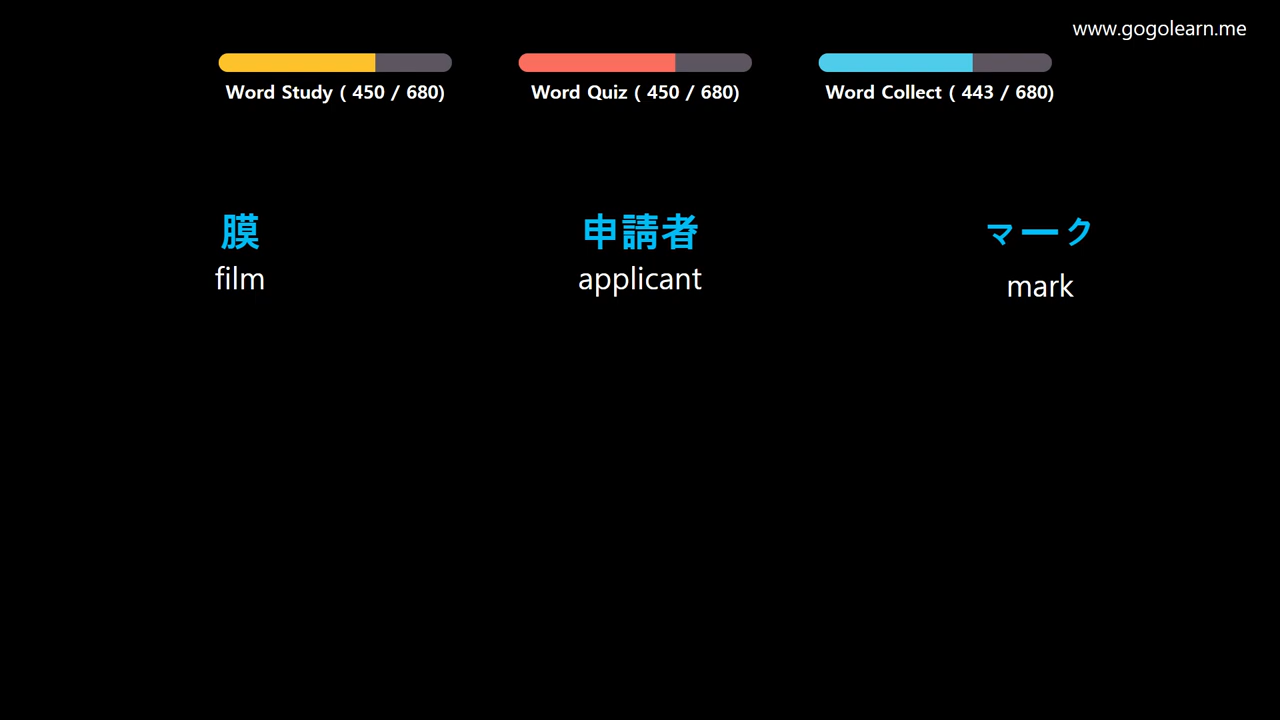 www.gogolearn.me
Word Study ( 450 / 680)
Word Quiz ( 450 / 680)
Word Collect ( 443 / 680)
膜
film
申請者
applicant
マーク
mark